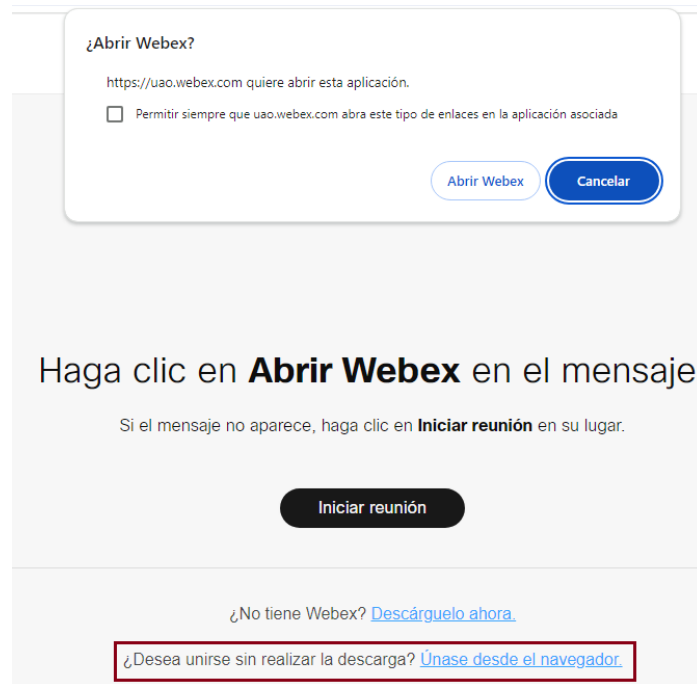 ¿Abrir Webex?
https://uao.webex.com quiere abrir esta aplicación.
Permitir siempre que uao.webex.com abra este tipo de enlaces en la aplicación asociada
Abrir Webex Cancelar
Haga clic en Abrir Webex en el mensaje
Si el mensaje no aparece, haga clic en Iniciar reunión en su lugar.
Iniciar reunión
¿No tiene Webex? Descárguelo ahora.
¿Desea unirse sin realizar la descarga? Únase desde el navegador.